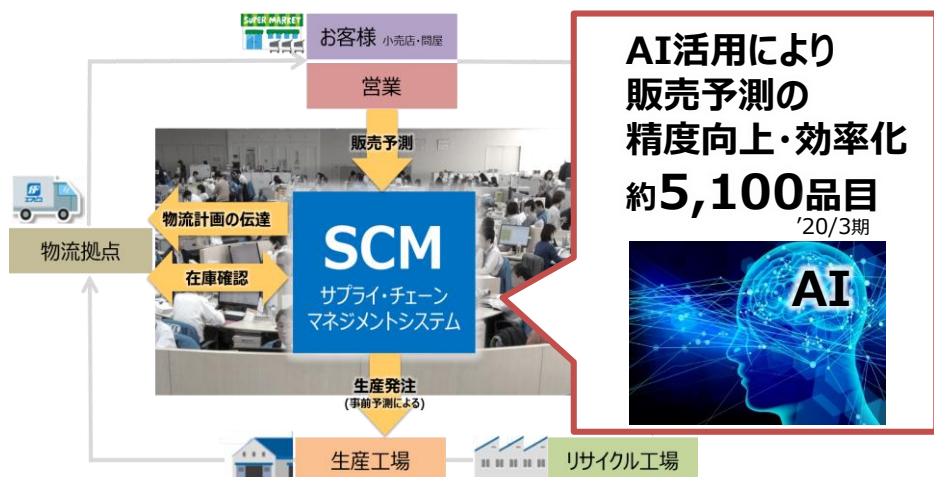 SUPER MARKET
お客様 小売店・問屋
営業
販売予測
物流計画の伝達
在庫確認
物流拠点
エフピコ
SCM
サプライ・チェーン
マネジメントシステム
生産発注
(事前予測による)
生産工場
リサイクル工場
AI活用により
販売予測の
精度向上・効率化
約5,100品目
'20/3期
AI